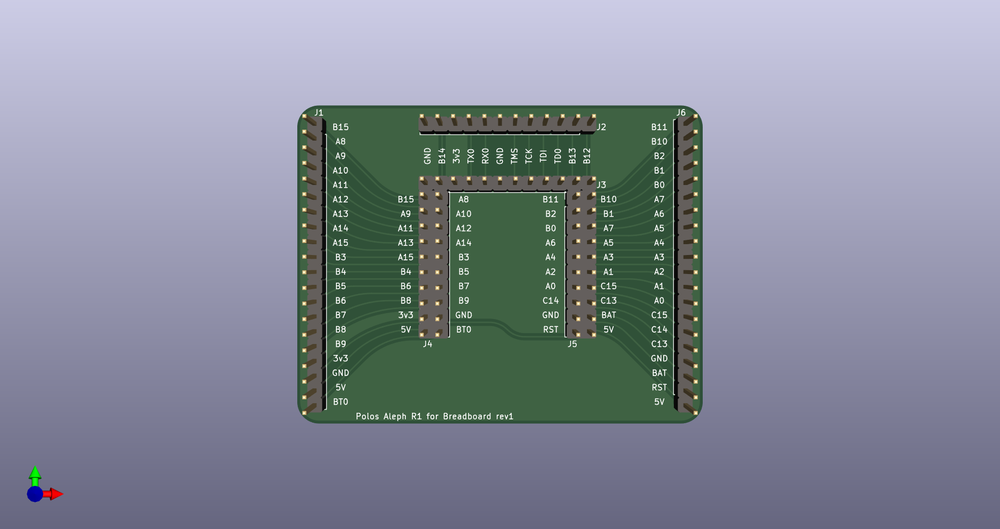 J1
J6
J2
B15
A8
A9
A10
A11
A12
A13
A14
A15
B3
B4
B5
B6
B7
B8
B9
3v3
GND
5V
BT0
GND
B14
3v3
TX0
RX0
GND
TMS
TCK
TDI
TDO
B13
B12
J3
B15
A9
A11
A13
A15
B4
B6
B8
3v3
5V
A8
A10
A12
A14
B3
B5
B7
B9
GND
BT0
J4
B11
B2
B0
A6
A4
A2
A0
C14
GND
RST
J5
B10
B1
A7
A5
A3
A1
C15
C13
BAT
5V
B11
B10
B2
B1
B0
A7
A6
A5
A4
A3
A2
A1
A0
C15
C14
C13
GND
BAT
RST
5V
Polos Aleph R1 for Breadboard rev1